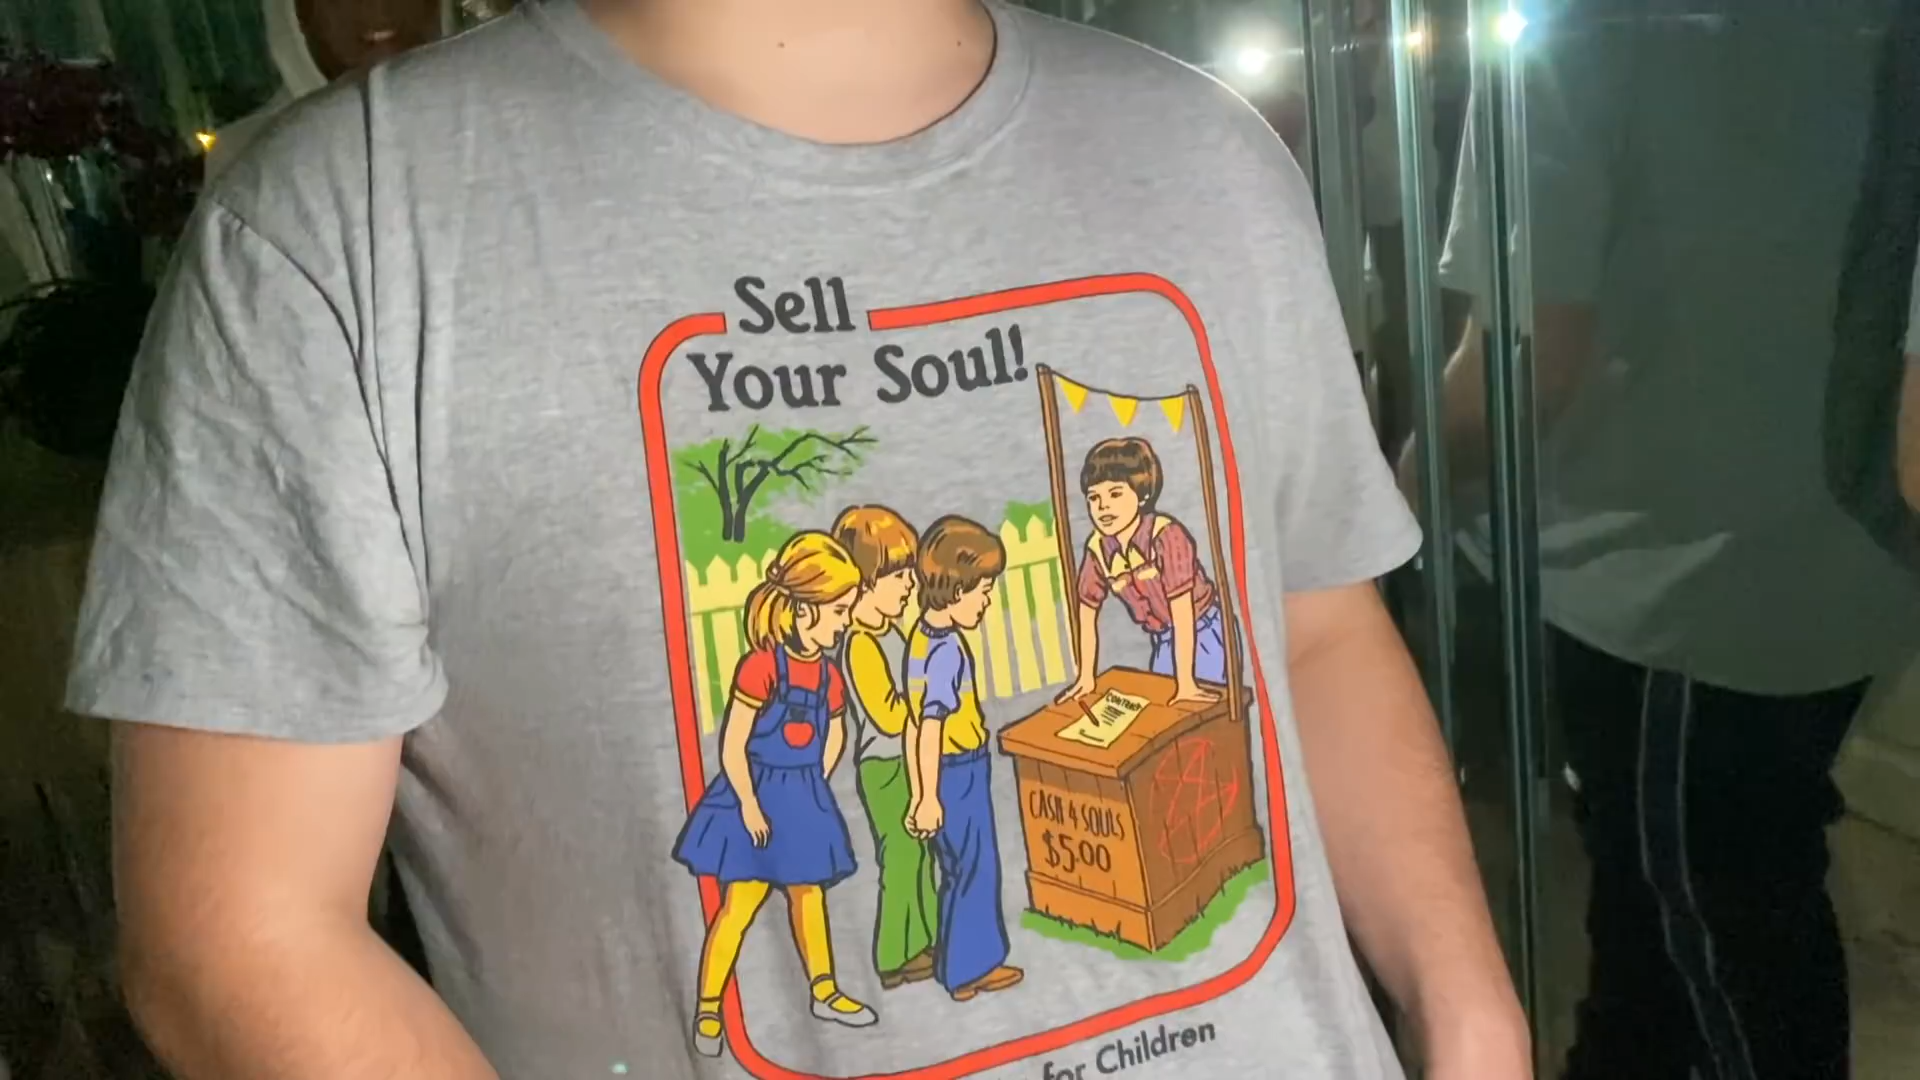 Sell
Your Soul!
CONTRACT
CASH 4 SOULS
$5.00
for Children